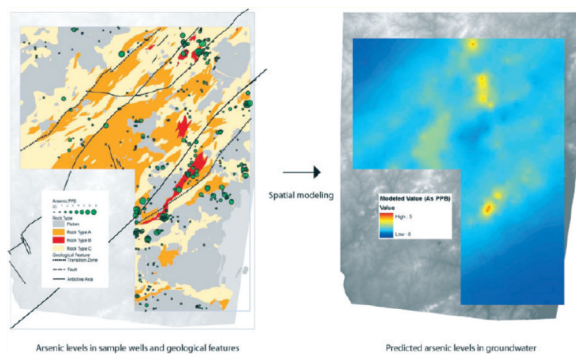 Arsenic PPB
Rock Type
Pluton
Rock Type A
Rock Type B
Rock Type C
Geological Feature
Transition Zone
Fault
Anticline Axis
Spatial modeling
Modeled Value (As PPB)
Value
High : 5
Low : 0
Arsenic levels in sample wells and geological features
Predicted arsenic levels in groundwater